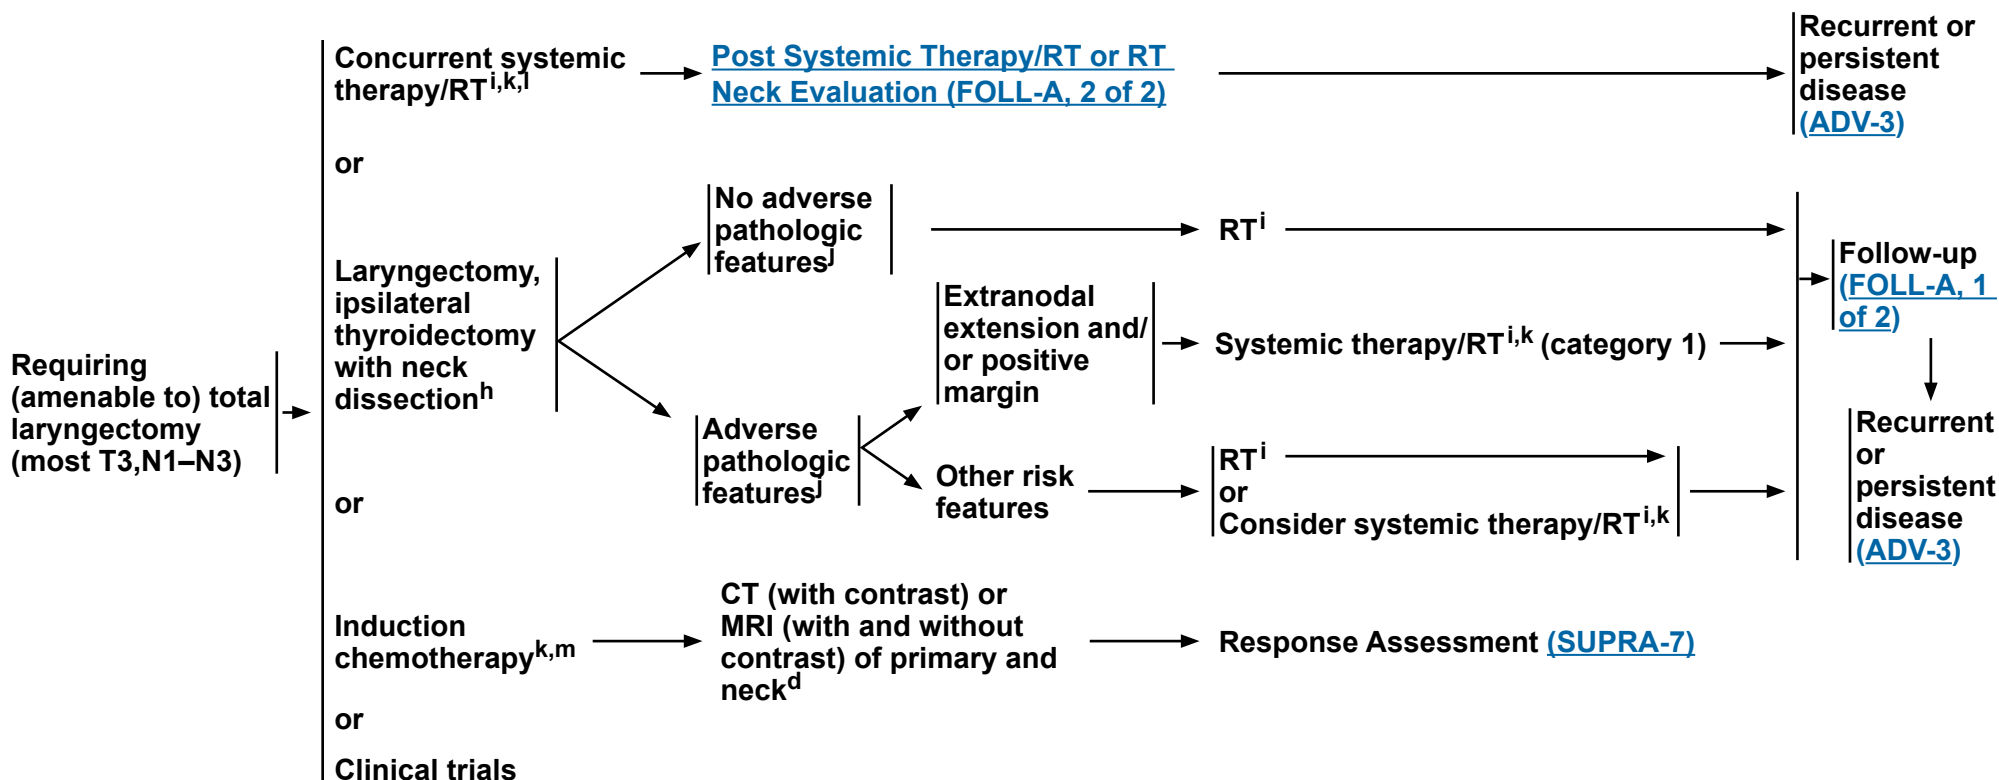 Requiring
(amenable to) total
laryngectomy
(most T3,N1–N3)
Concurrent systemic
therapy/RTi,k,l
Post Systemic Therapy/RT or RT
Neck Evaluation (FOLL-A, 2 of 2)
Recurrent or
persistent
disease
(ADV-3)
or
Laryngectomy,
ipsilateral
thyroidectomy
with neck
dissectionh
No adverse
pathologic
featuresj
RTi
Adverse
pathologic
featuresj
Extranodal
extension and/
or positive
margin
Systemic therapy/RTi,k (category 1)
Other risk
features
RTi
or
Consider systemic therapy/RTi,k
Follow-up
(FOLL-A, 1
of 2)
Recurrent
or
persistent
disease
(ADV-3)
or
Induction
chemotherapyk,m
CT (with contrast) or
MRI (with and without
contrast) of primary and
neckd
Response Assessment (SUPRA-7)
or
Clinical trials